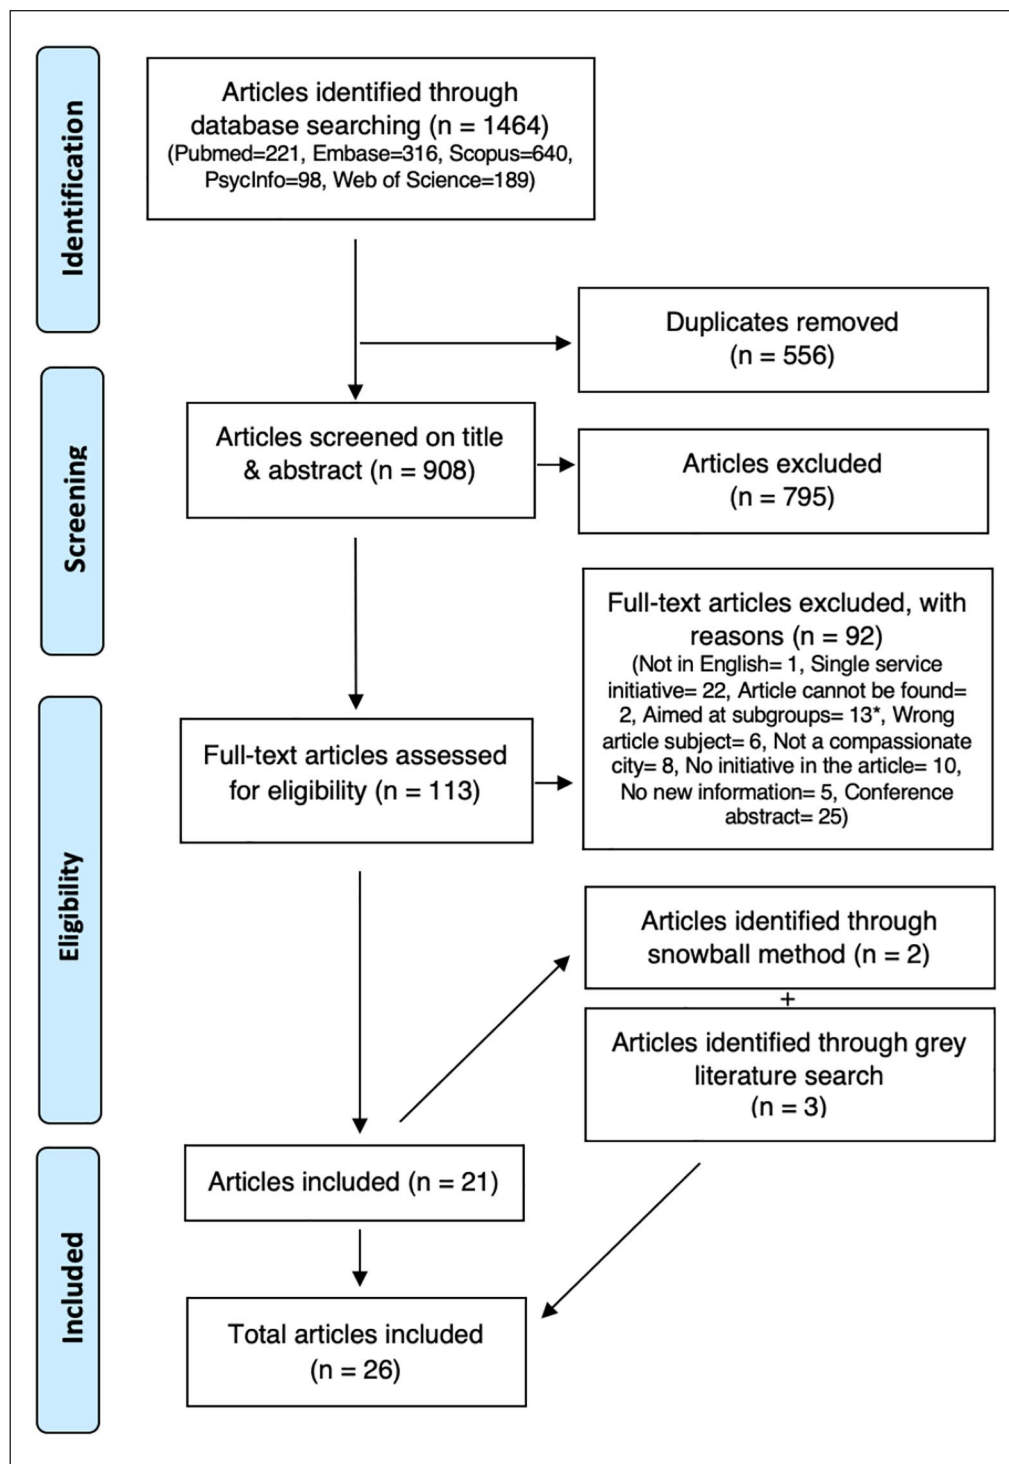 Identification
Articles identified through
database searching (n = 1464)
(Pubmed=221, Embase=316, Scopus=640,
PsycInfo=98, Web of Science=189)
Duplicates removed
(n = 556)
Screening
Articles screened on title
& abstract (n = 908)
Articles excluded
(n = 795)
Full-text articles excluded, with
reasons (n = 92)
(Not in English= 1, Single service
initiative= 22, Article cannot be found=
2, Aimed at subgroups= 13*, Wrong
article subject= 6, Not a compassionate
city= 8, No initiative in the article= 10,
No new information= 5, Conference
abstract= 25)
Eligibility
Full-text articles assessed
for eligibility (n = 113)
Articles identified through
snowball method (n = 2)
+
Articles identified through grey
literature search
(n = 3)
Included
Articles included (n = 21)
Total articles included
(n = 26)